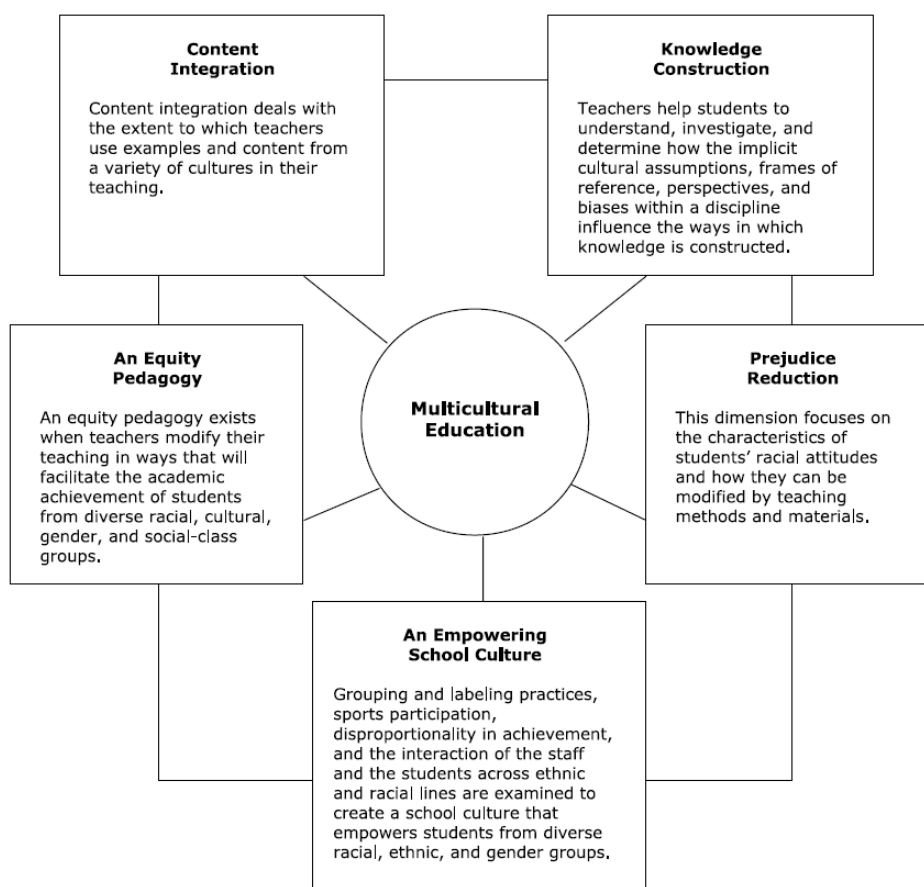 Content
Integration
Content integration deals with
the extent to which teachers
use examples and content from
a variety of cultures in their
teaching.
Knowledge
Construction
Teachers help students to
understand, investigate, and
determine how the implicit
cultural assumptions, frames of
reference, perspectives, and
biases within a discipline
influence the ways in which
knowledge is constructed.
An Equity
Pedagogy
An equity pedagogy exists
when teachers modify their
teaching in ways that will
facilitate the academic
achievement of students
from diverse racial, cultural,
gender, and social-class
groups.
Multicultural
Education
Prejudice
Reduction
This dimension focuses on
the characteristics of
students' racial attitudes
and how they can be
modified by teaching
methods and materials.
An Empowering
School Culture
Grouping and labeling practices,
sports participation,
disproportionality in achievement,
and the interaction of the staff
and the students across ethnic
and racial lines are examined to
create a school culture that
empowers students from diverse
racial, ethnic, and gender groups.